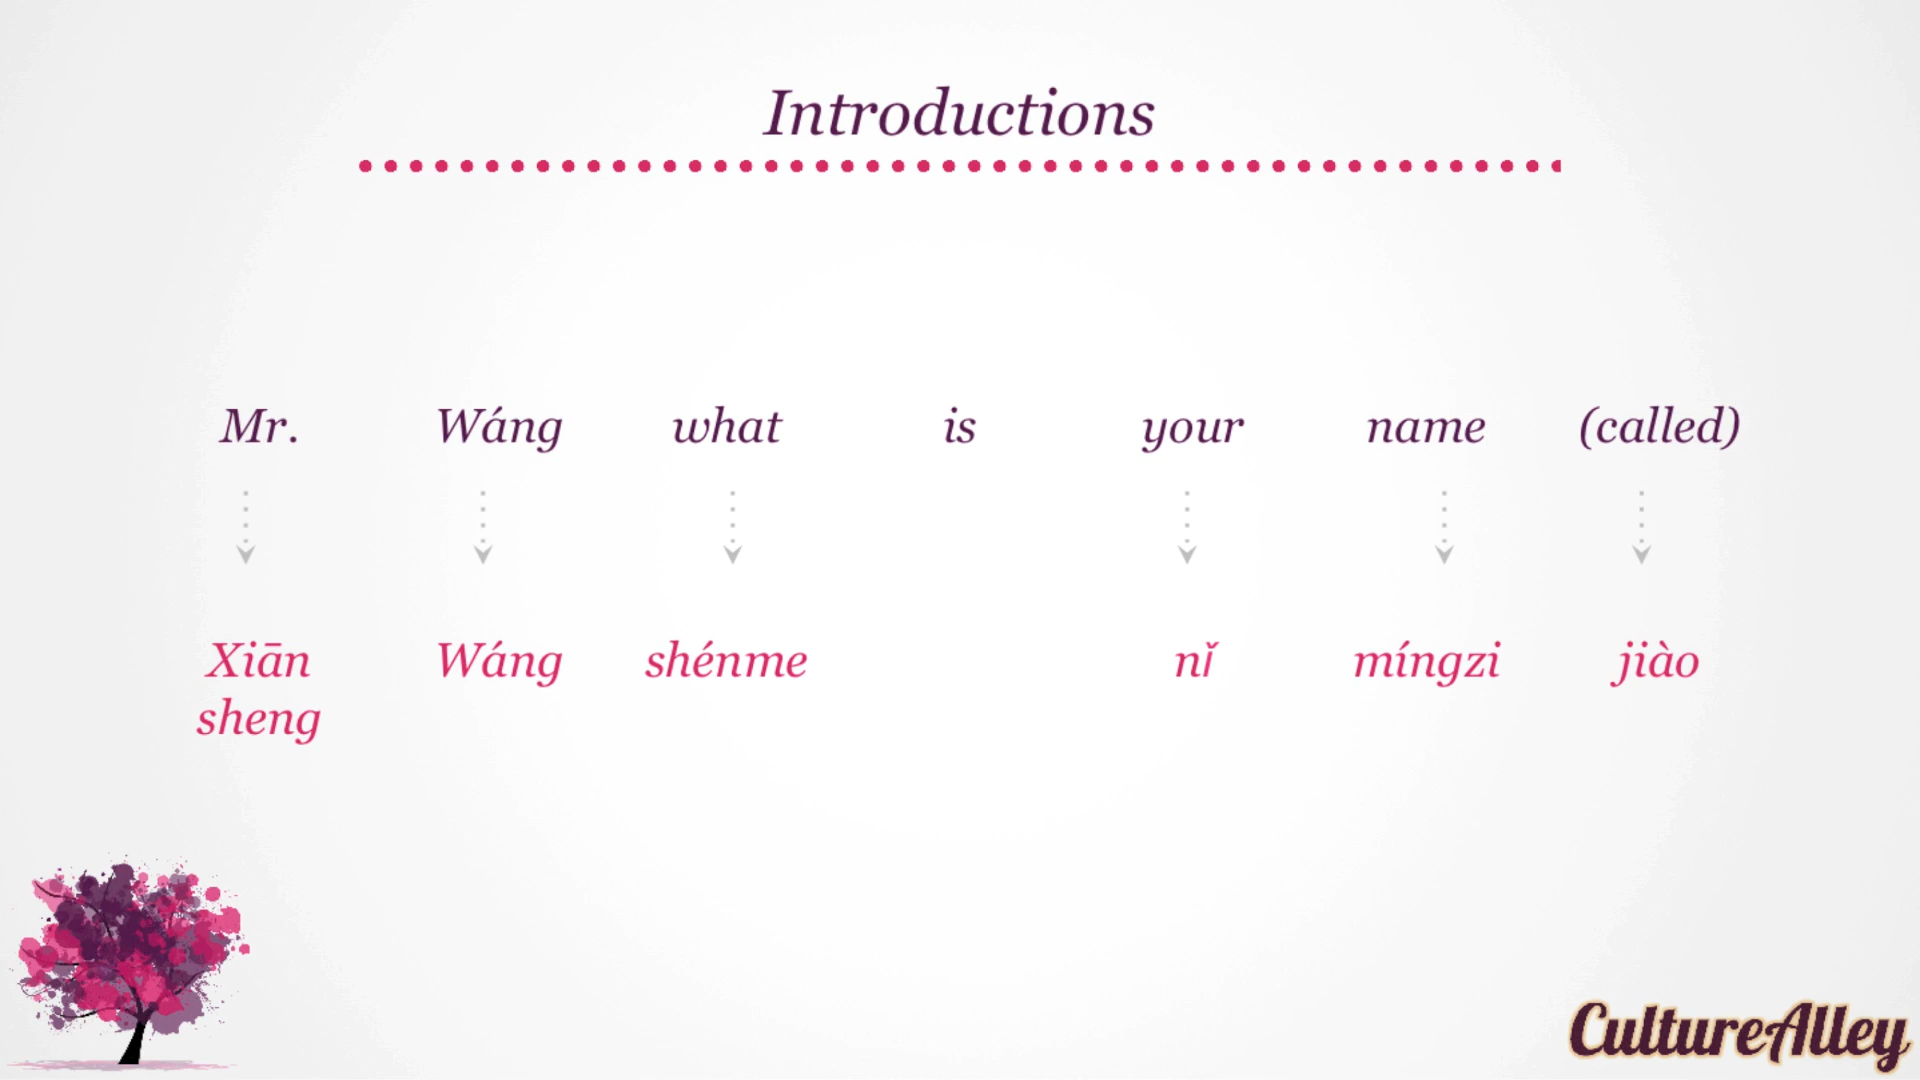 Introductions
Mr. Wáng what is your name (called)
Xiān Wáng shénme nǐ míngzi jiào
sheng
CultureAlley